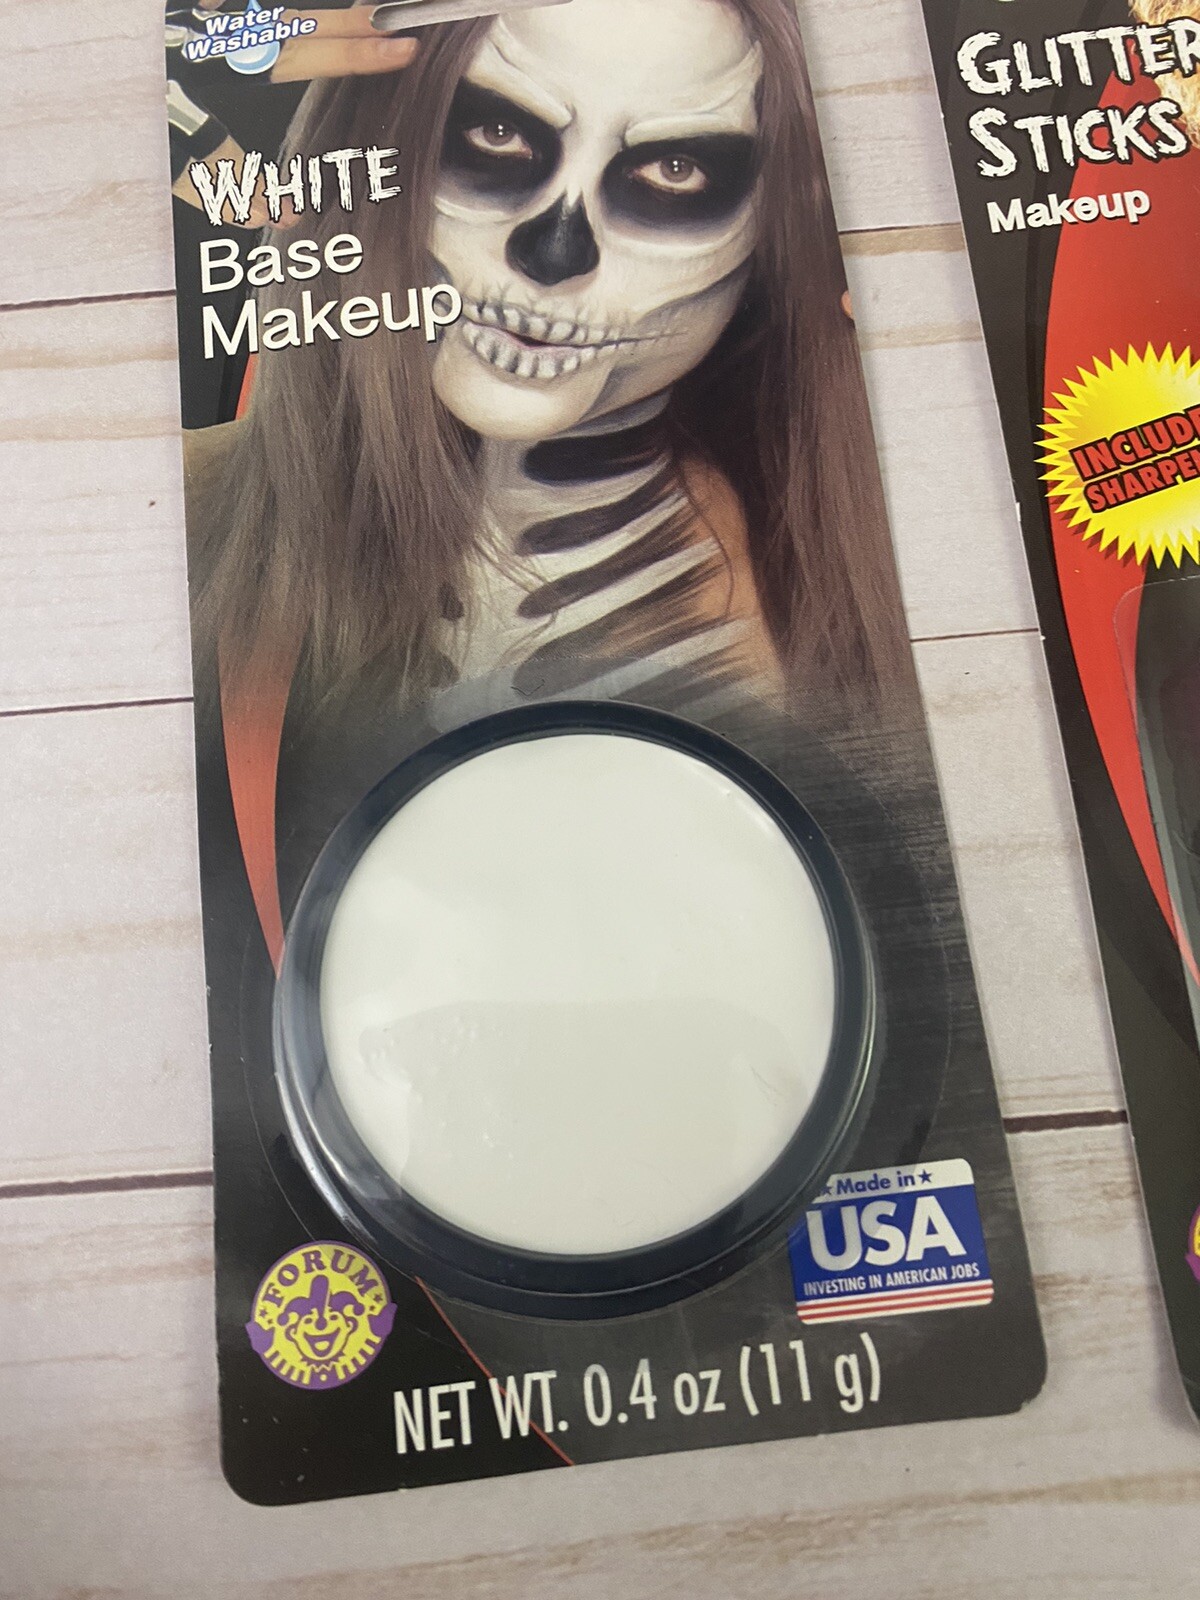 Water
Washable
WHITE
Base
Makeup
FORUM
★ Made in ★
USA
INVESTING IN AMERICAN JOBS
NET WT. 0.4 oz (11 g)
GLITTER
STICKS
Makeup